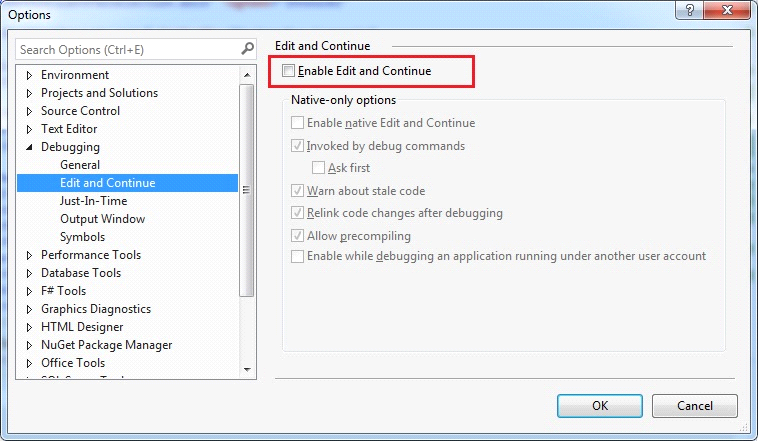 Options
Search Options (Ctrl+E)
Environment
Projects and Solutions
Source Control
Text Editor
Debugging
General
Edit and Continue
Just-In-Time
Output Window
Symbols
Performance Tools
Database Tools
F# Tools
Graphics Diagnostics
HTML Designer
NuGet Package Manager
Office Tools
Edit and Continue
Enable Edit and Continue
Native-only options
Enable native Edit and Continue
Invoked by debug commands
Ask first
Warn about stale code
Relink code changes after debugging
Allow precompiling
Enable while debugging an application running under another user account
OK
Cancel